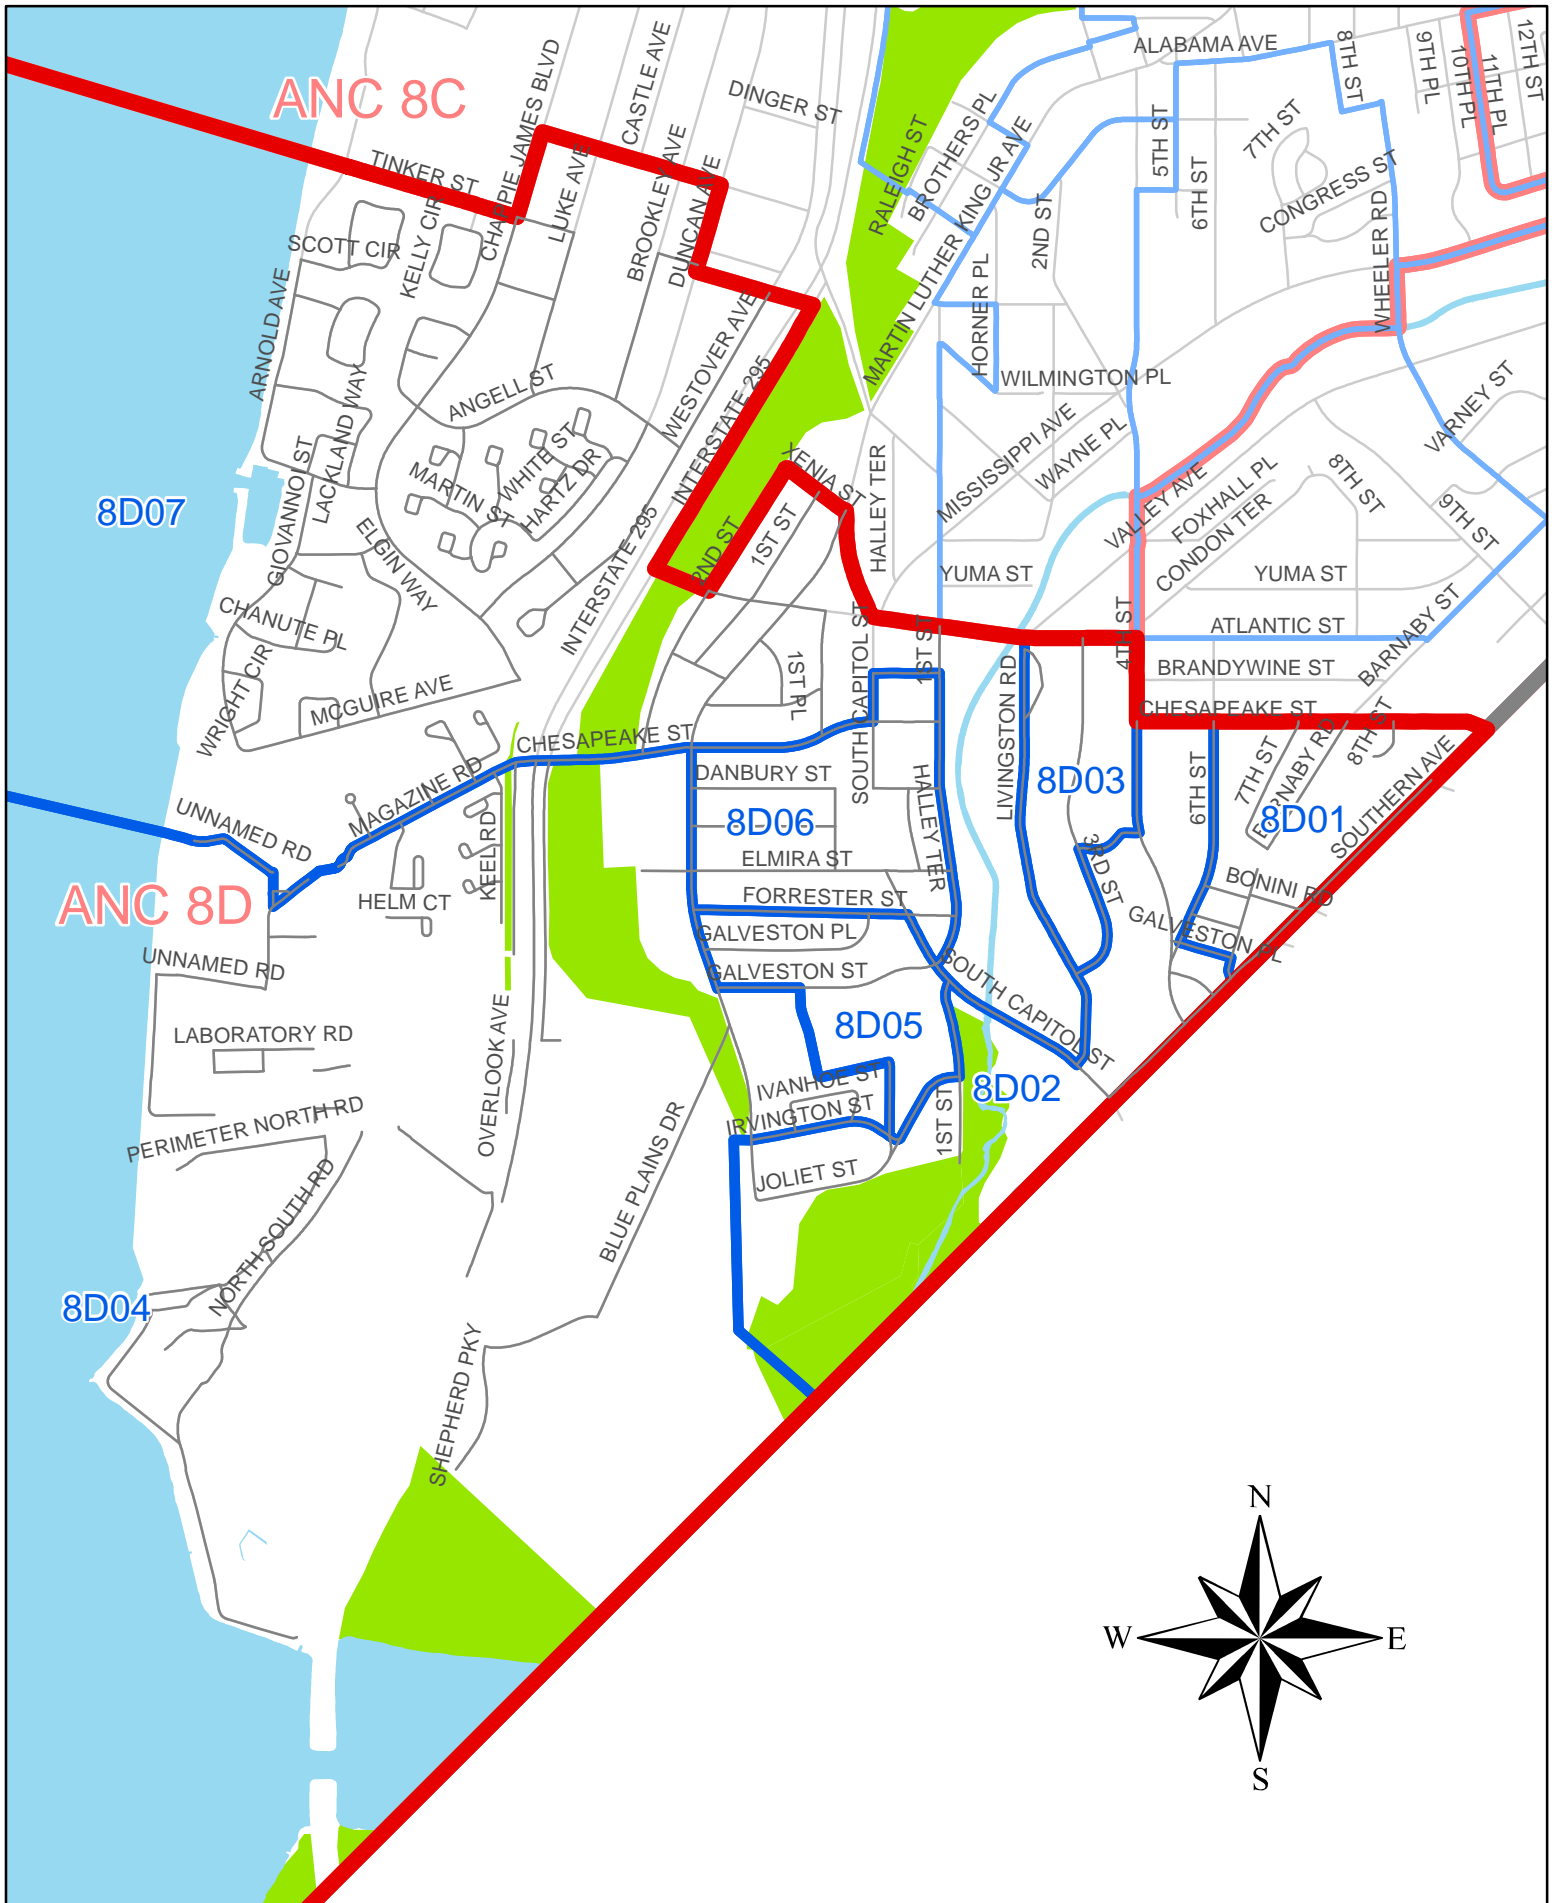 ALABAMA AVE
8TH ST
9TH PL
10TH PL
11TH PL
12TH ST
ANC 8C
CHAPPIE JAMES BLVD
CASTLE AVE
DINGER ST
TINKER ST
LUKE AVE
BROOKLEY AVE
DUNCAN AVE
RALEIGH ST
BROTHERS PL
MARTIN LUTHER KING JR AVE
5TH ST
6TH ST
7TH ST
CONGRESS ST
2ND ST
WHEELER RD
SCOTT CIR
KELLY CIR
ARNOLD AVE
WESTOVER AVE
INTERSTATE 295
HORNER PL
WILMINGTON PL
VARNEY ST
ANGELL ST
LACKLAND WAY
GIOVANNOI ST
MARTIN ST
WHITE ST
HARTZ DR
XENIA ST
HALLEY TER
MISSISSIPPI AVE
WAYNE PL
VALLEY AVE
FOXHALL PL
CONDON TER
8TH ST
9TH ST
8D07
ELGIN WAY
INTERSTATE 295
2ND ST
1ST ST
YUMA ST
YUMA ST
CHANUTE PL
WRIGHT CIR
MCGUIRE AVE
1ST PL
SOUTH CAPITOL ST
1ST ST
LIVINGSTON RD
4TH ST
ATLANTIC ST
BARNABY ST
BRANDYWINE ST
CHESAPEAKE ST
CHESAPEAKE ST
UNNAMED RD
MAGAZINE RD
KEEL RD
DANBURY ST
8D06
HALLEY TER
8D03
6TH ST
7TH ST
BARNABY RD
8TH ST
8D01
SOUTHERN AVE
ELMIRA ST
3RD ST
BONINI RD
ANC 8D
HELM CT
FORRESTER ST
GALVESTON PL
GALVESTON PL
GALVESTON ST
SOUTH CAPITOL ST
UNNAMED RD
LABORATORY RD
OVERLOOK AVE
8D05
8D02
IVANHOE ST
IRVINGTON ST
1ST ST
PERIMETER NORTH RD
BLUE PLAINS DR
JOLIET ST
NORTH SOUTH RD
8D04
SHEPHERD PKY
N
W
E
S